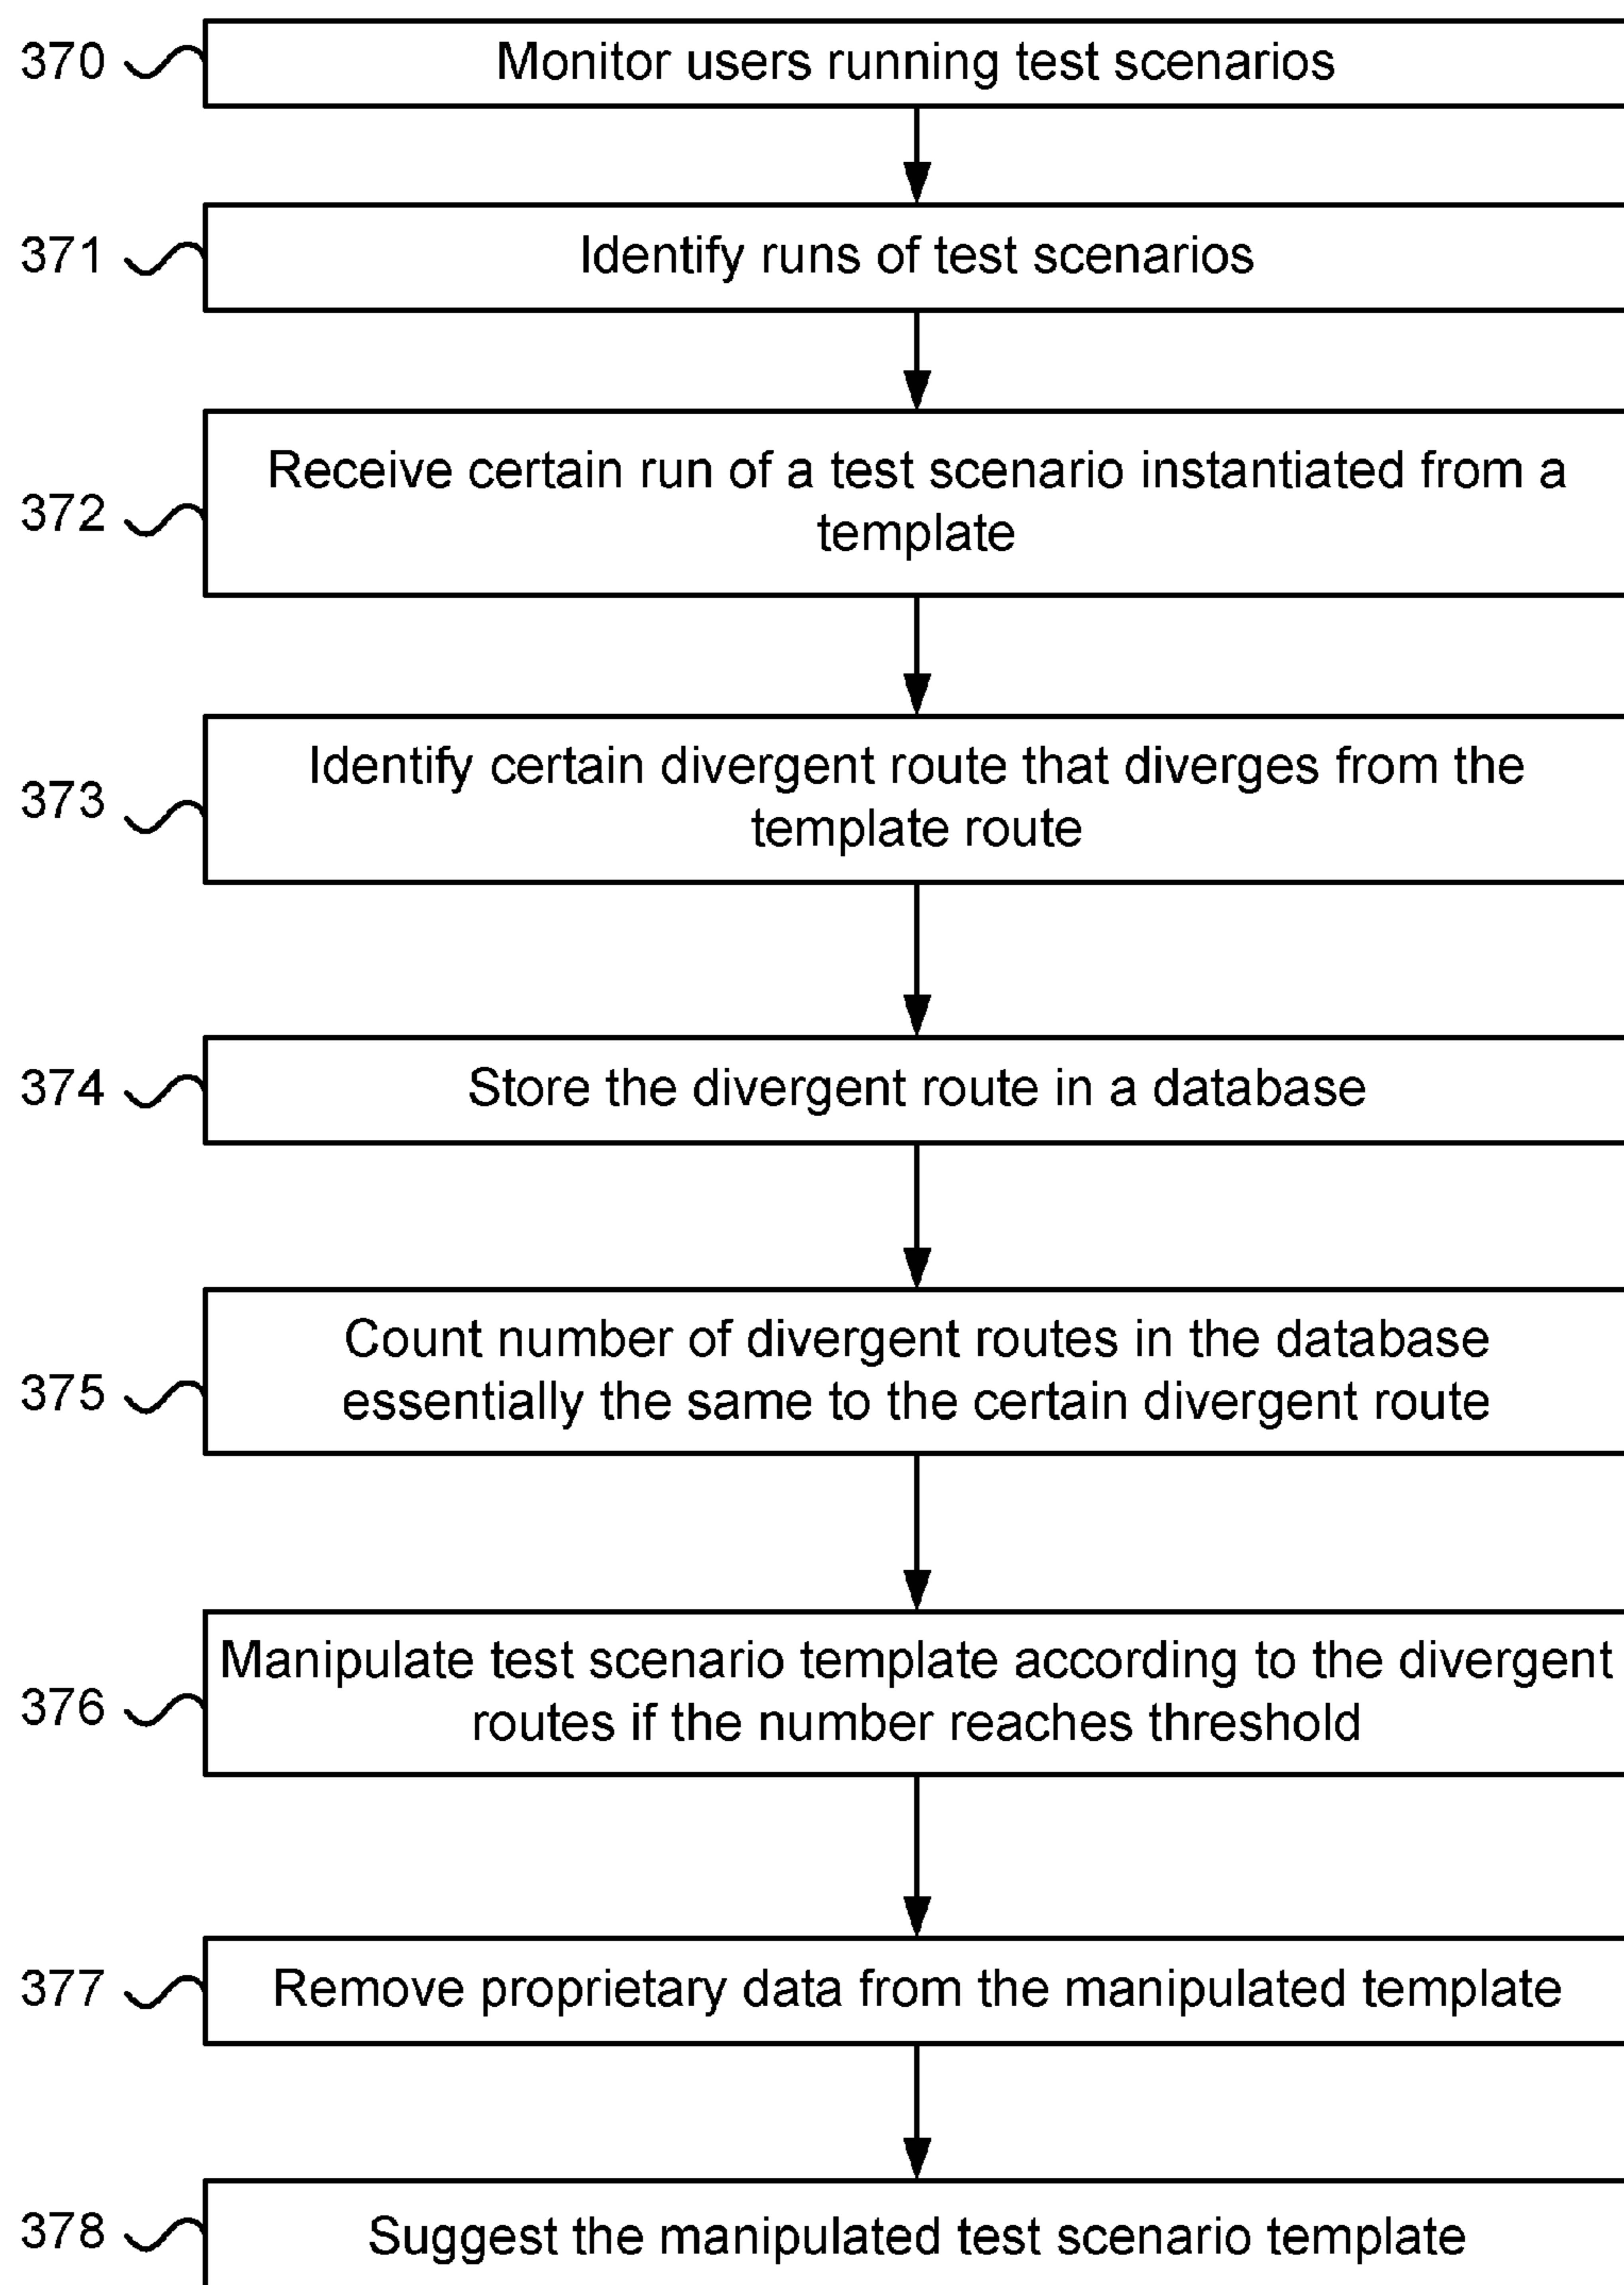 370
Monitor users running test scenarios
371
Identify runs of test scenarios
372
Receive certain run of a test scenario instantiated from a
template
373
Identify certain divergent route that diverges from the
template route
374
Store the divergent route in a database
375
Count number of divergent routes in the database
essentially the same to the certain divergent route
376
Manipulate test scenario template according to the divergent
routes if the number reaches threshold
377
Remove proprietary data from the manipulated template
378
Suggest the manipulated test scenario template